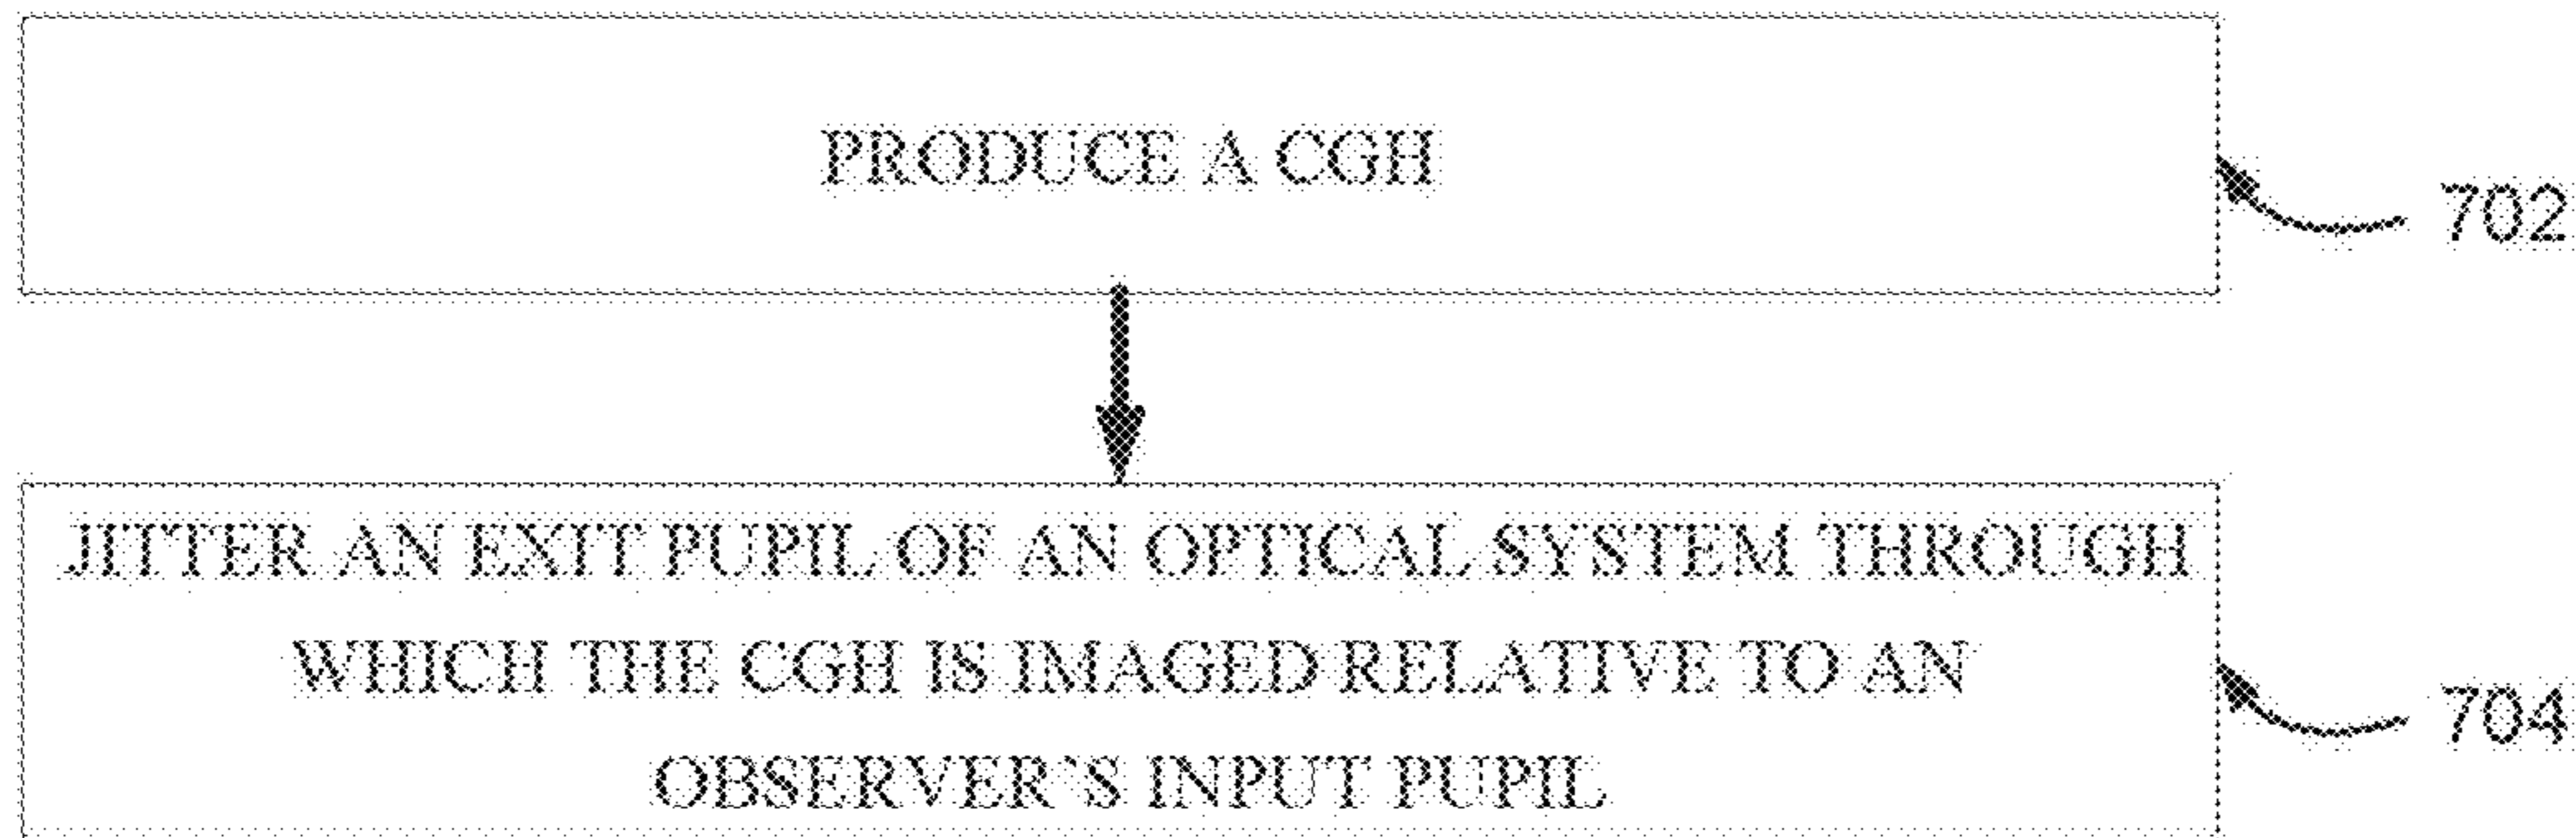 PRODUCE A CGH
702
JITTER AN EXIT PUPIL OF AN OPTICAL SYSTEM THROUGH
WHICH THE CGH IS IMAGED RELATIVE TO AN
OBSERVER'S INPUT PUPIL
704